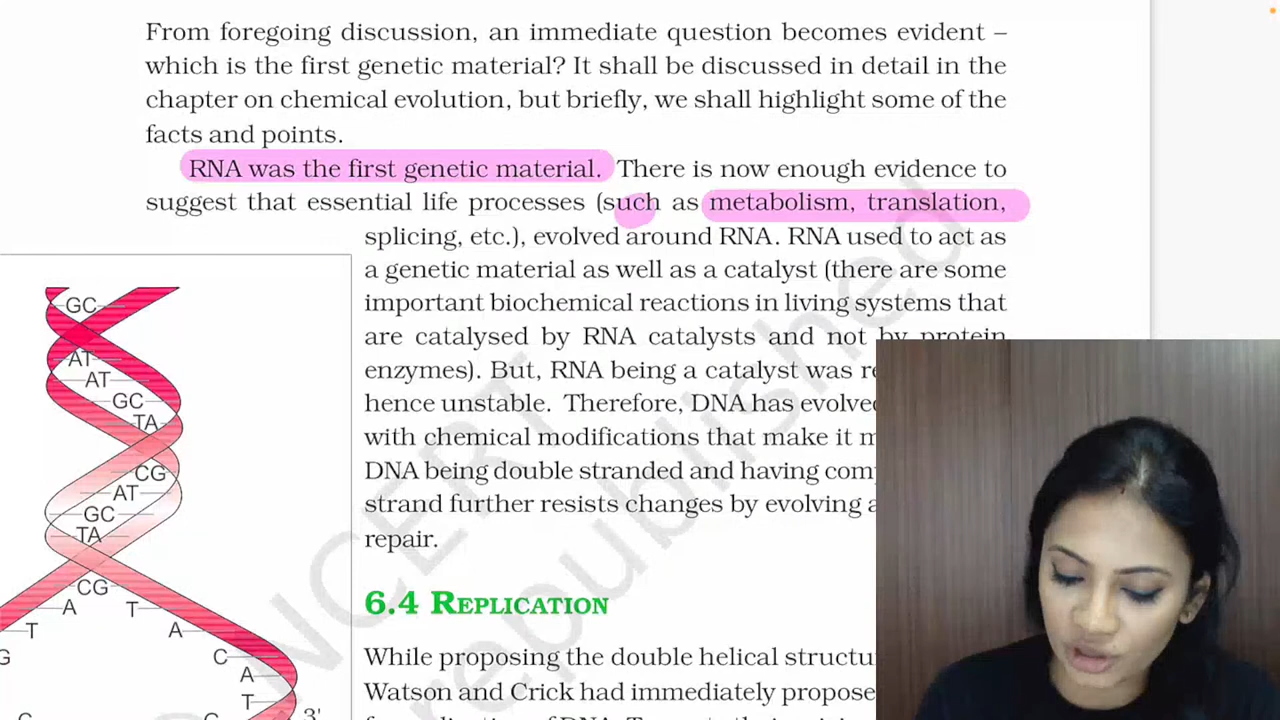 From foregoing discussion, an immediate question becomes evident –
which is the first genetic material? It shall be discussed in detail in the
chapter on chemical evolution, but briefly, we shall highlight some of the
facts and points.
RNA was the first genetic material. There is now enough evidence to
suggest that essential life processes (such as metabolism, translation,
splicing, etc.), evolved around RNA. RNA used to act as
a genetic material as well as a catalyst (there are some
important biochemical reactions in living systems that
are catalysed by RNA catalysts and not by protein
enzymes). But, RNA being a catalyst was
hence unstable. Therefore, DNA has evolved
with chemical modifications that make it
DNA being double stranded and having
strand further resists changes by evolving a
repair.
6.4 REPLICATION
While proposing the double helical
Watson and Crick had immediately
GC
AT
AT
GC
TA
CG
AT
GC
TA
CG
A T
T A
G C
A
T
3'
NCERT
republished